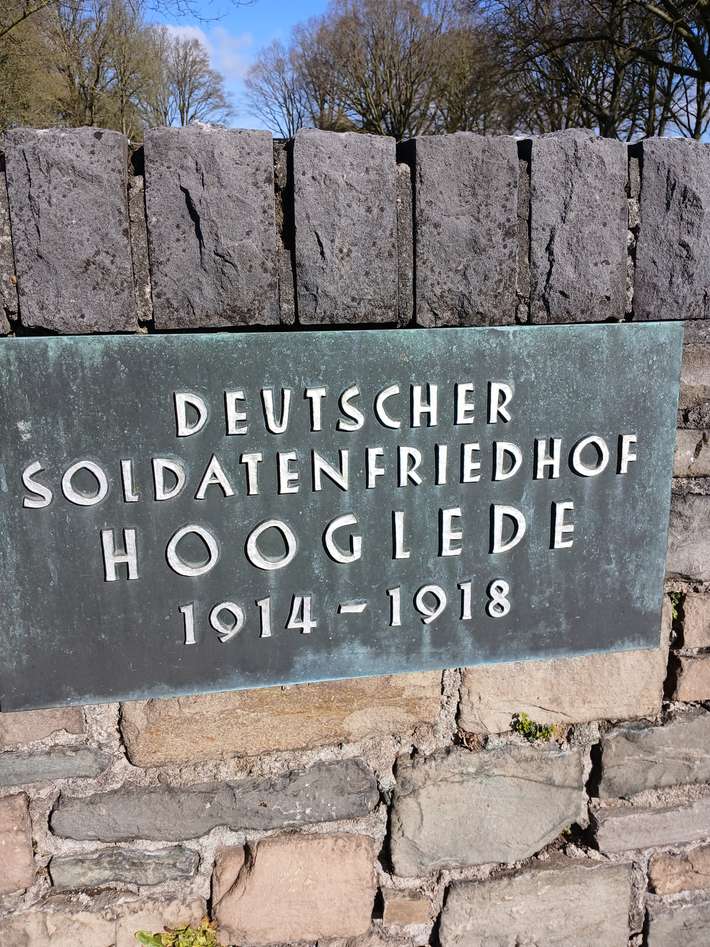 DEUTSCHER
SOLDATENFRIEDHOF
HOOGLEDE
1914-1918